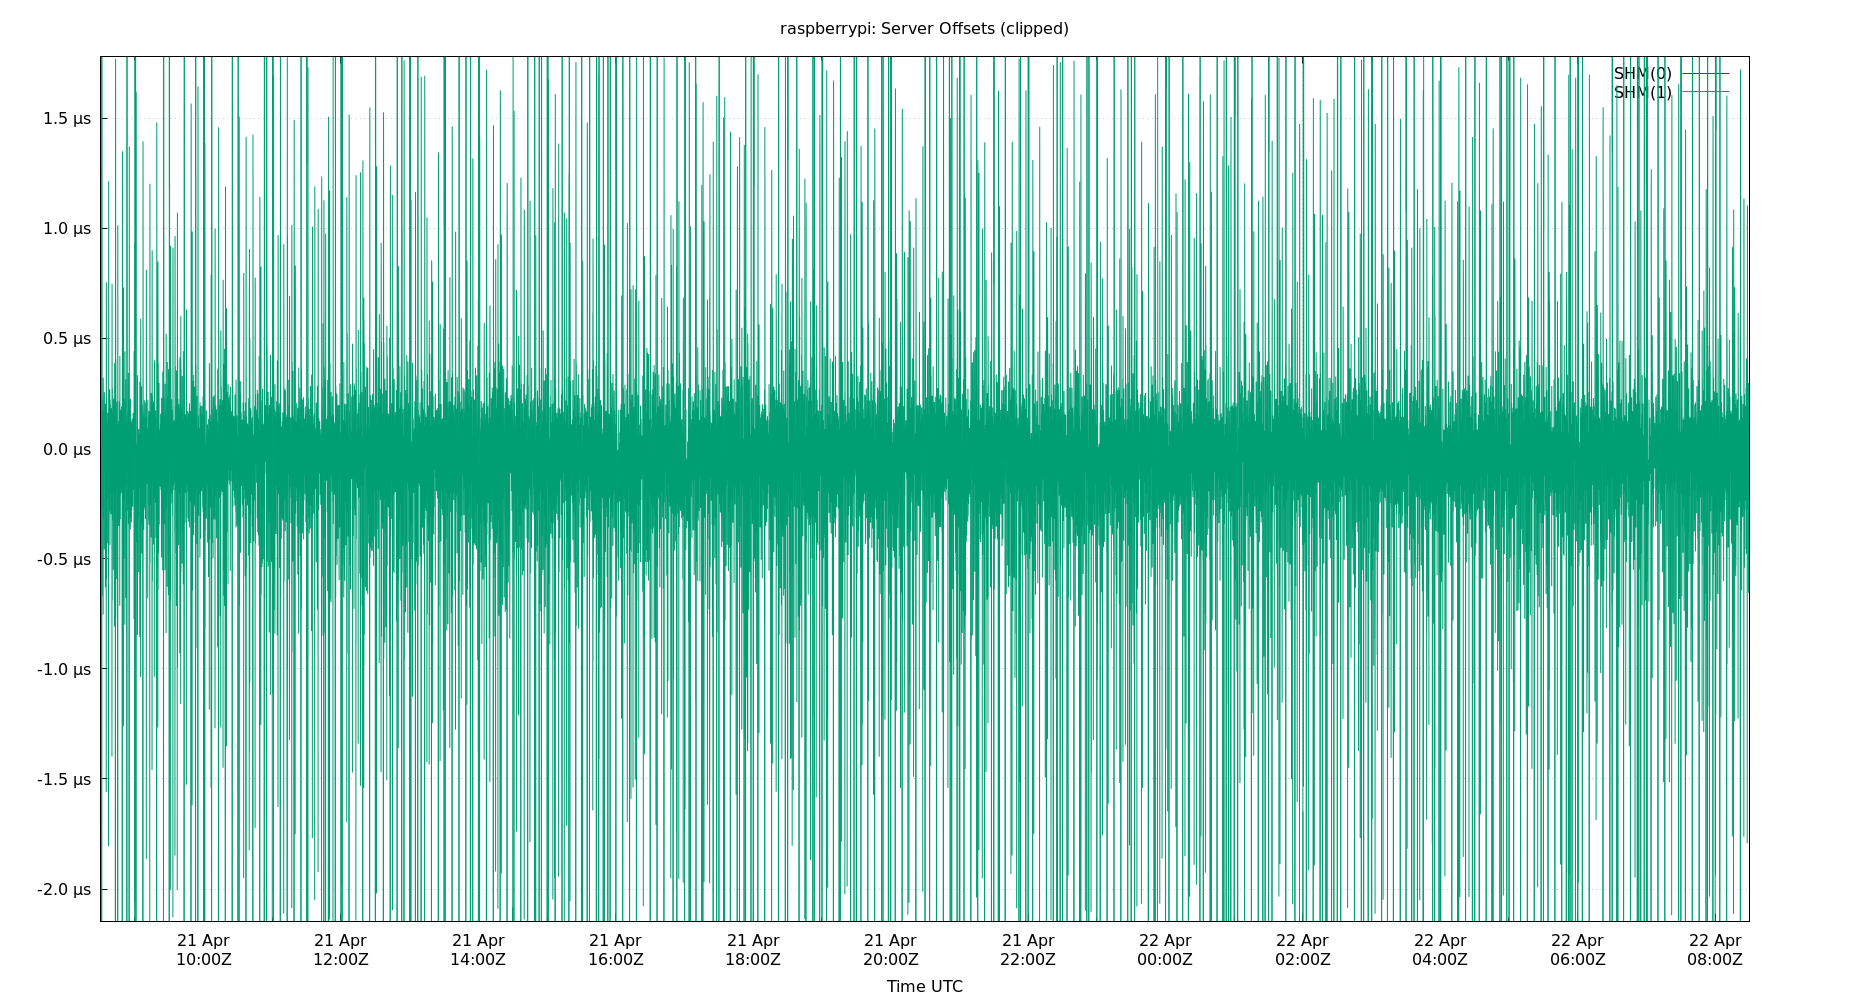 raspberrypi: Server Offsets (clipped)
SHM(0)
SHM(1)
1.5 µs
1.0 µs
0.5 µs
0.0 µs
-0.5 µs
-1.0 µs
-1.5 µs
-2.0 µs
21 Apr 21 Apr 21 Apr 21 Apr 21 Apr 21 Apr 21 Apr 22 Apr 22 Apr 22 Apr 22 Apr 22 Apr
10:00Z 12:00Z 14:00Z 16:00Z 18:00Z 20:00Z 22:00Z 00:00Z 02:00Z 04:00Z 06:00Z 08:00Z
Time UTC